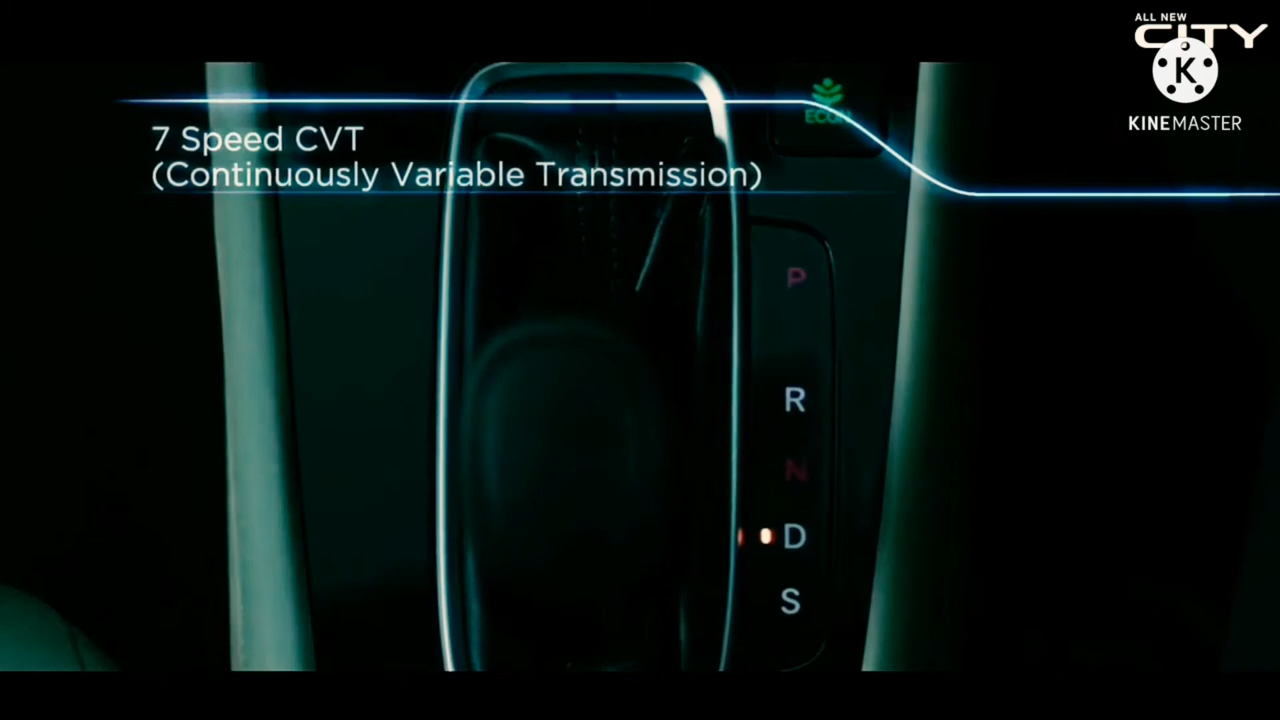 ALL NEW
CITY
K
KINEMASTER
ECON
7 Speed CVT
(Continuously Variable Transmission)
P
R
N
D
S